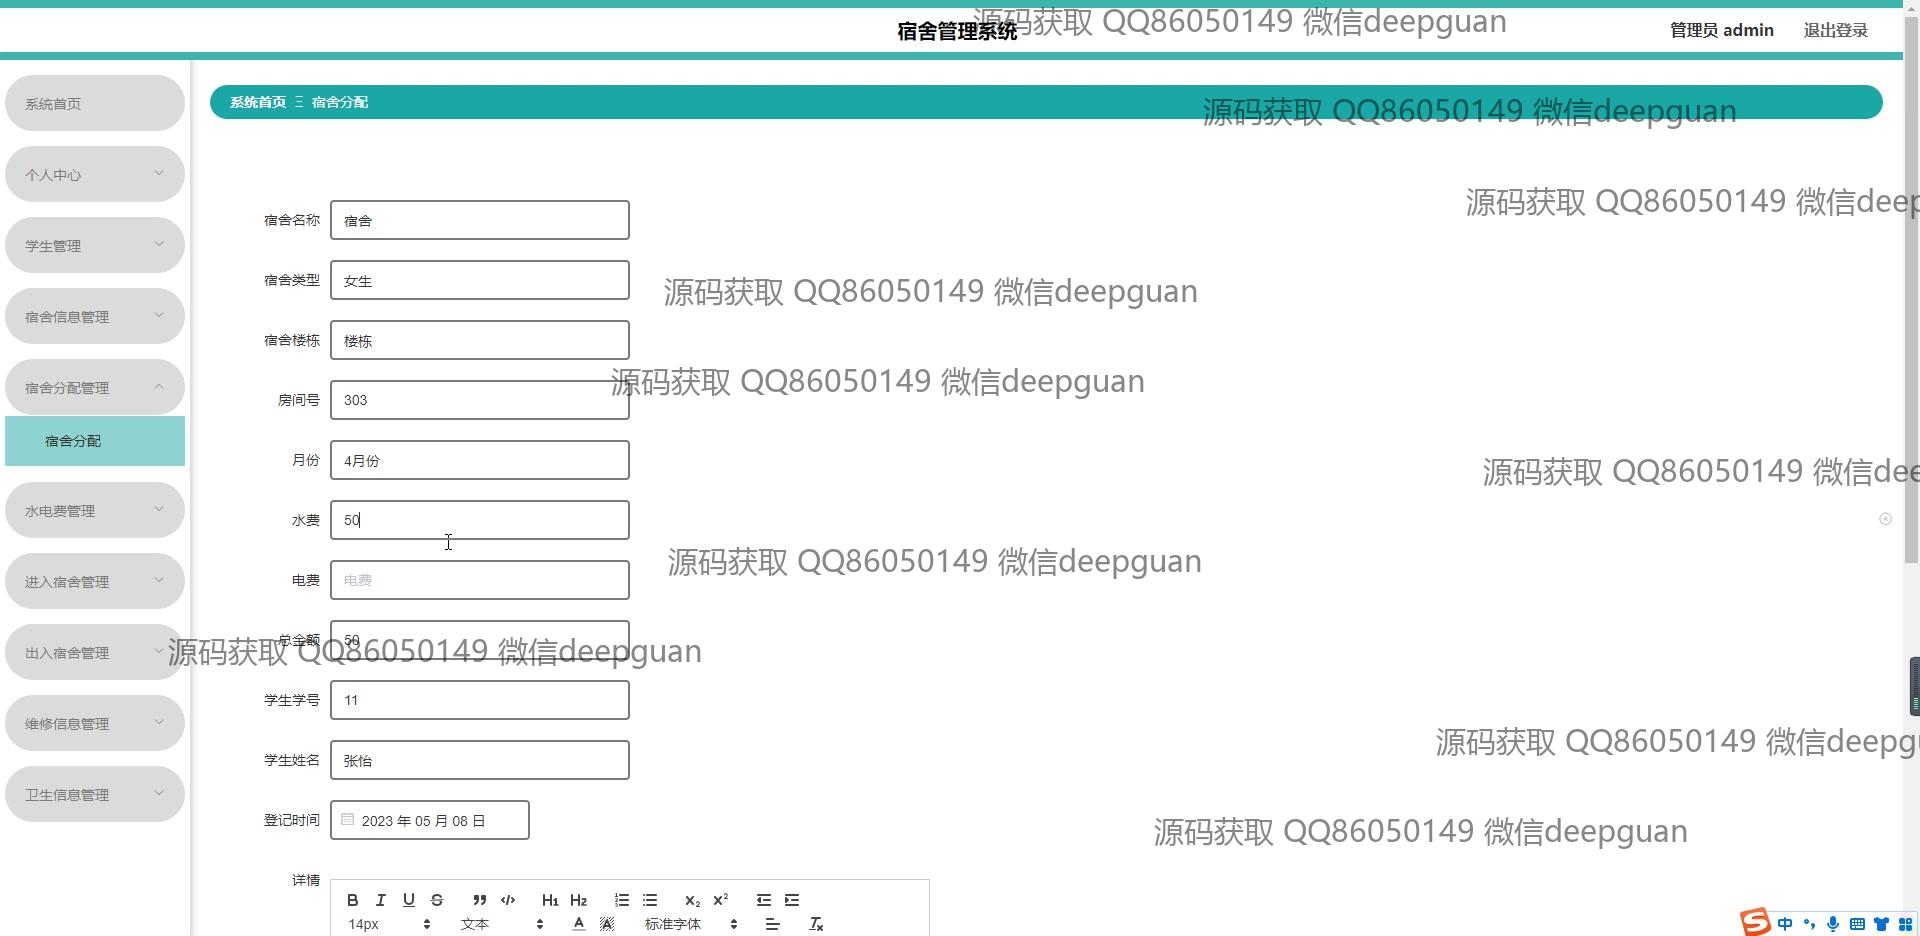 宿舍管理系统
源码获取 QQ86050149 微信deepguan
管理员 admin
退出登录
系统首页
系统首页 Ξ 宿舍分配
源码获取 QQ86050149 微信deepguan
个人中心
源码获取 QQ86050149 微信deep
宿舍名称 宿舍
学生管理
宿舍类型 女生
源码获取 QQ86050149 微信deepguan
宿舍信息管理
宿舍楼栋 楼栋
宿舍分配管理
源码获取 QQ86050149 微信deepguan
房间号 303
宿舍分配
月份 4月份
源码获取 QQ86050149 微信dee
水电费管理
水费 50
源码获取 QQ86050149 微信deepguan
进入宿舍管理
电费 电费
出入宿舍管理
总金额 50
源码获取 QQ86050149 微信deepguan
学生学号 11
维修信息管理
源码获取 QQ86050149 微信deepg
学生姓名 张怡
卫生信息管理
登记时间 2023 年 05 月 08 日
源码获取 QQ86050149 微信deepguan
详情
B I U S ” </> H1 H2 X2 X2
14px 文本 A A 标准字体 Tx
S 中